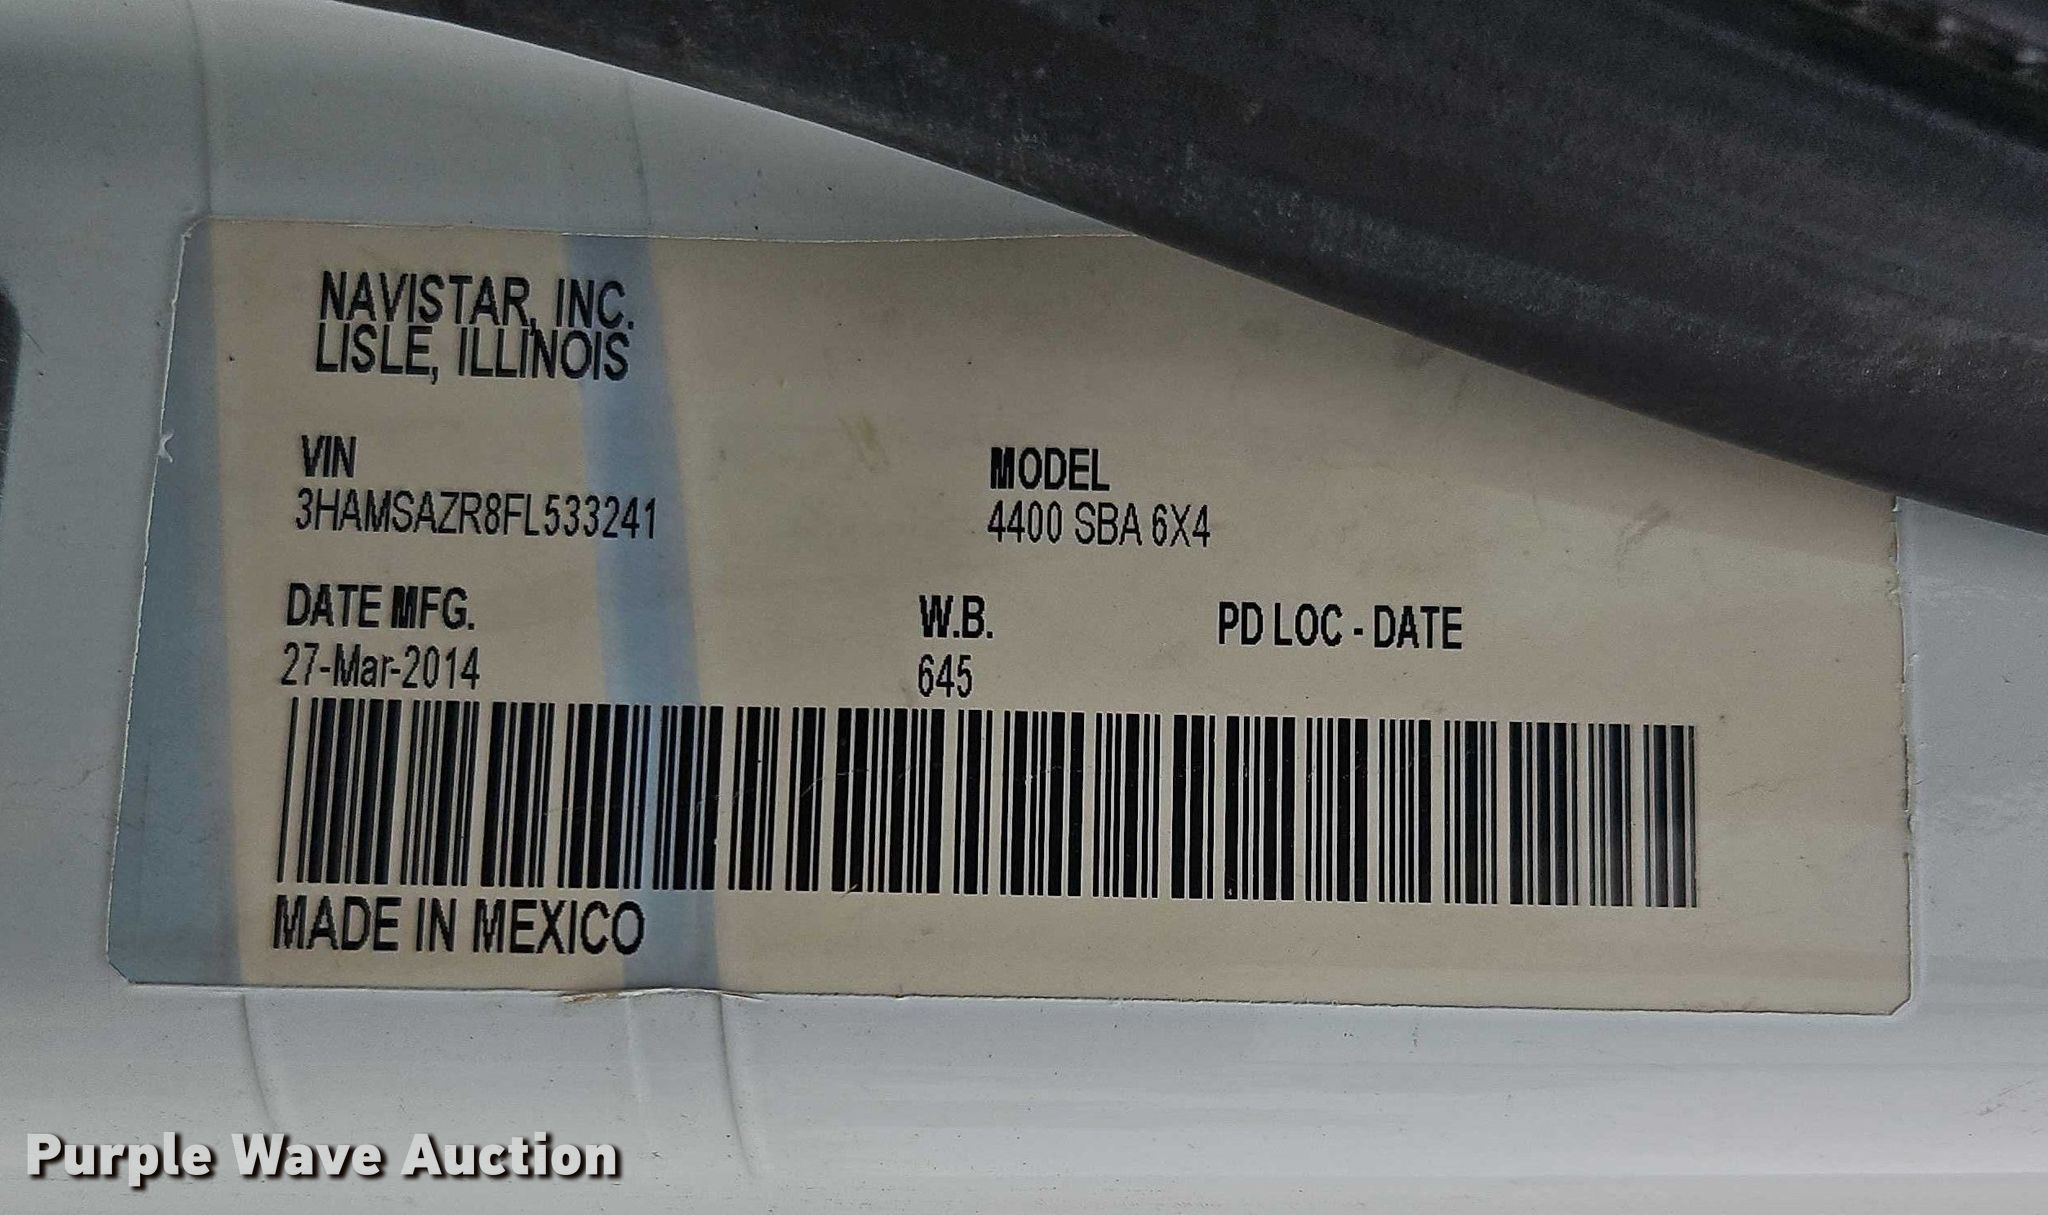 NAVISTAR, INC.
LISLE, ILLINOIS
VIN
3HAMSAZR8FL533241
MODEL
4400 SBA 6X4
DATE MFG.
27-Mar-2014
W.B.
645
PD LOC - DATE
MADE IN MEXICO
Purple Wave Auction